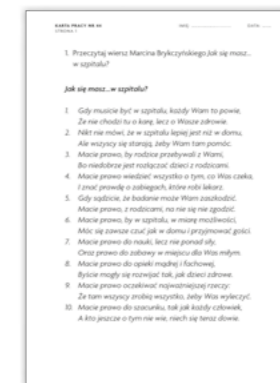 KARTA PRACY NR 40 IMIĘ DATA
STRONA 1
1. Przeczytaj wiersz Marcina Brykczyńskiego Jak się masz...
w szpitalu?
Jak się masz...w szpitalu?
1. Gdy musicie być w szpitalu, każdy Wam to powie,
Że nie chodzi tu o karę, lecz o Wasze zdrowie.
2. Nikt nie mówi, że w szpitalu lepiej jest niż w domu,
Ale wszyscy się starają, żeby Wam tam pomóc.
3. Macie prawo, by rodzice przebywali z Wami,
Bo niedobrze jest rozłączać dzieci z rodzicami.
4. Macie prawo wiedzieć wszystko o tym, co Was czeka,
I znać prawdę o zabiegach, które robi lekarz.
5. Gdy sądzicie, że badanie może Wam zaszkodzić,
Macie prawo, z rodzicami, na nie się nie zgodzić.
6. Macie prawo, by w szpitalu, w miarę możliwości,
Móc się zawsze czuć jak w domu i przyjmować gości.
7. Macie prawo do nauki, lecz nie ponad siły,
Oraz prawo do zabawy w miejscu dla Was miłym.
8. Macie prawo do opieki mądrej i fachowej,
Byście mogły się rozwijać tak, jak dzieci zdrowe.
9. Macie prawo oczekiwać najważniejszej rzeczy:
Że tam wszyscy zrobią wszystko, żeby Was wyleczyć.
10. Macie prawo do szacunku, tak jak każdy człowiek,
A kto jeszcze o tym nie wie, niech się teraz dowie.